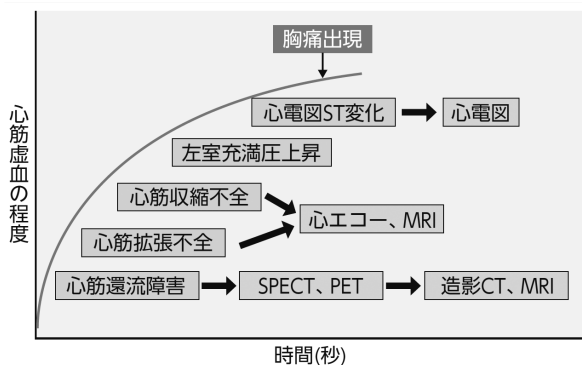 胸痛出現
心電図ST変化
心電図
左室充満圧上昇
心筋収縮不全
心エコー、MRI
心筋拡張不全
心筋還流障害
SPECT、PET
造影CT、MRI
心筋虚血の程度
時間(秒)